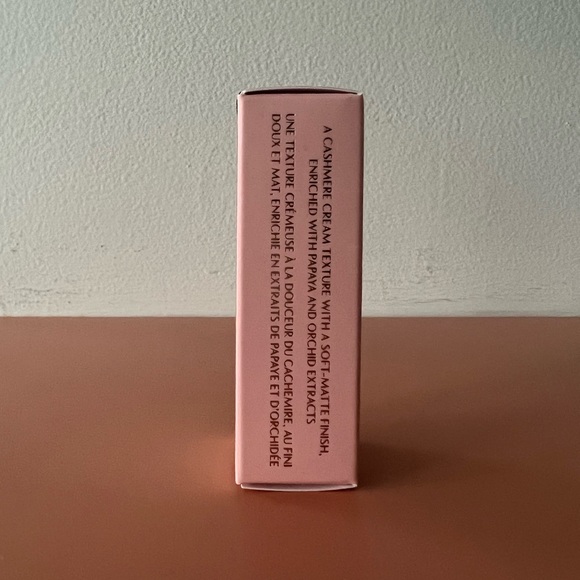 A CASHMERE CREAM TEXTURE WITH A SOFT-MATTE FINISH,
ENRICHED WITH PAPAYA AND ORCHID EXTRACTS
UNE TEXTURE CRÉMEUSE À LA DOUCEUR DU CACHEMIRE, AU FINI
DOUX ET MAT, ENRICHIE EN EXTRAITS DE PAPAYE ET D'ORCHIDÉE